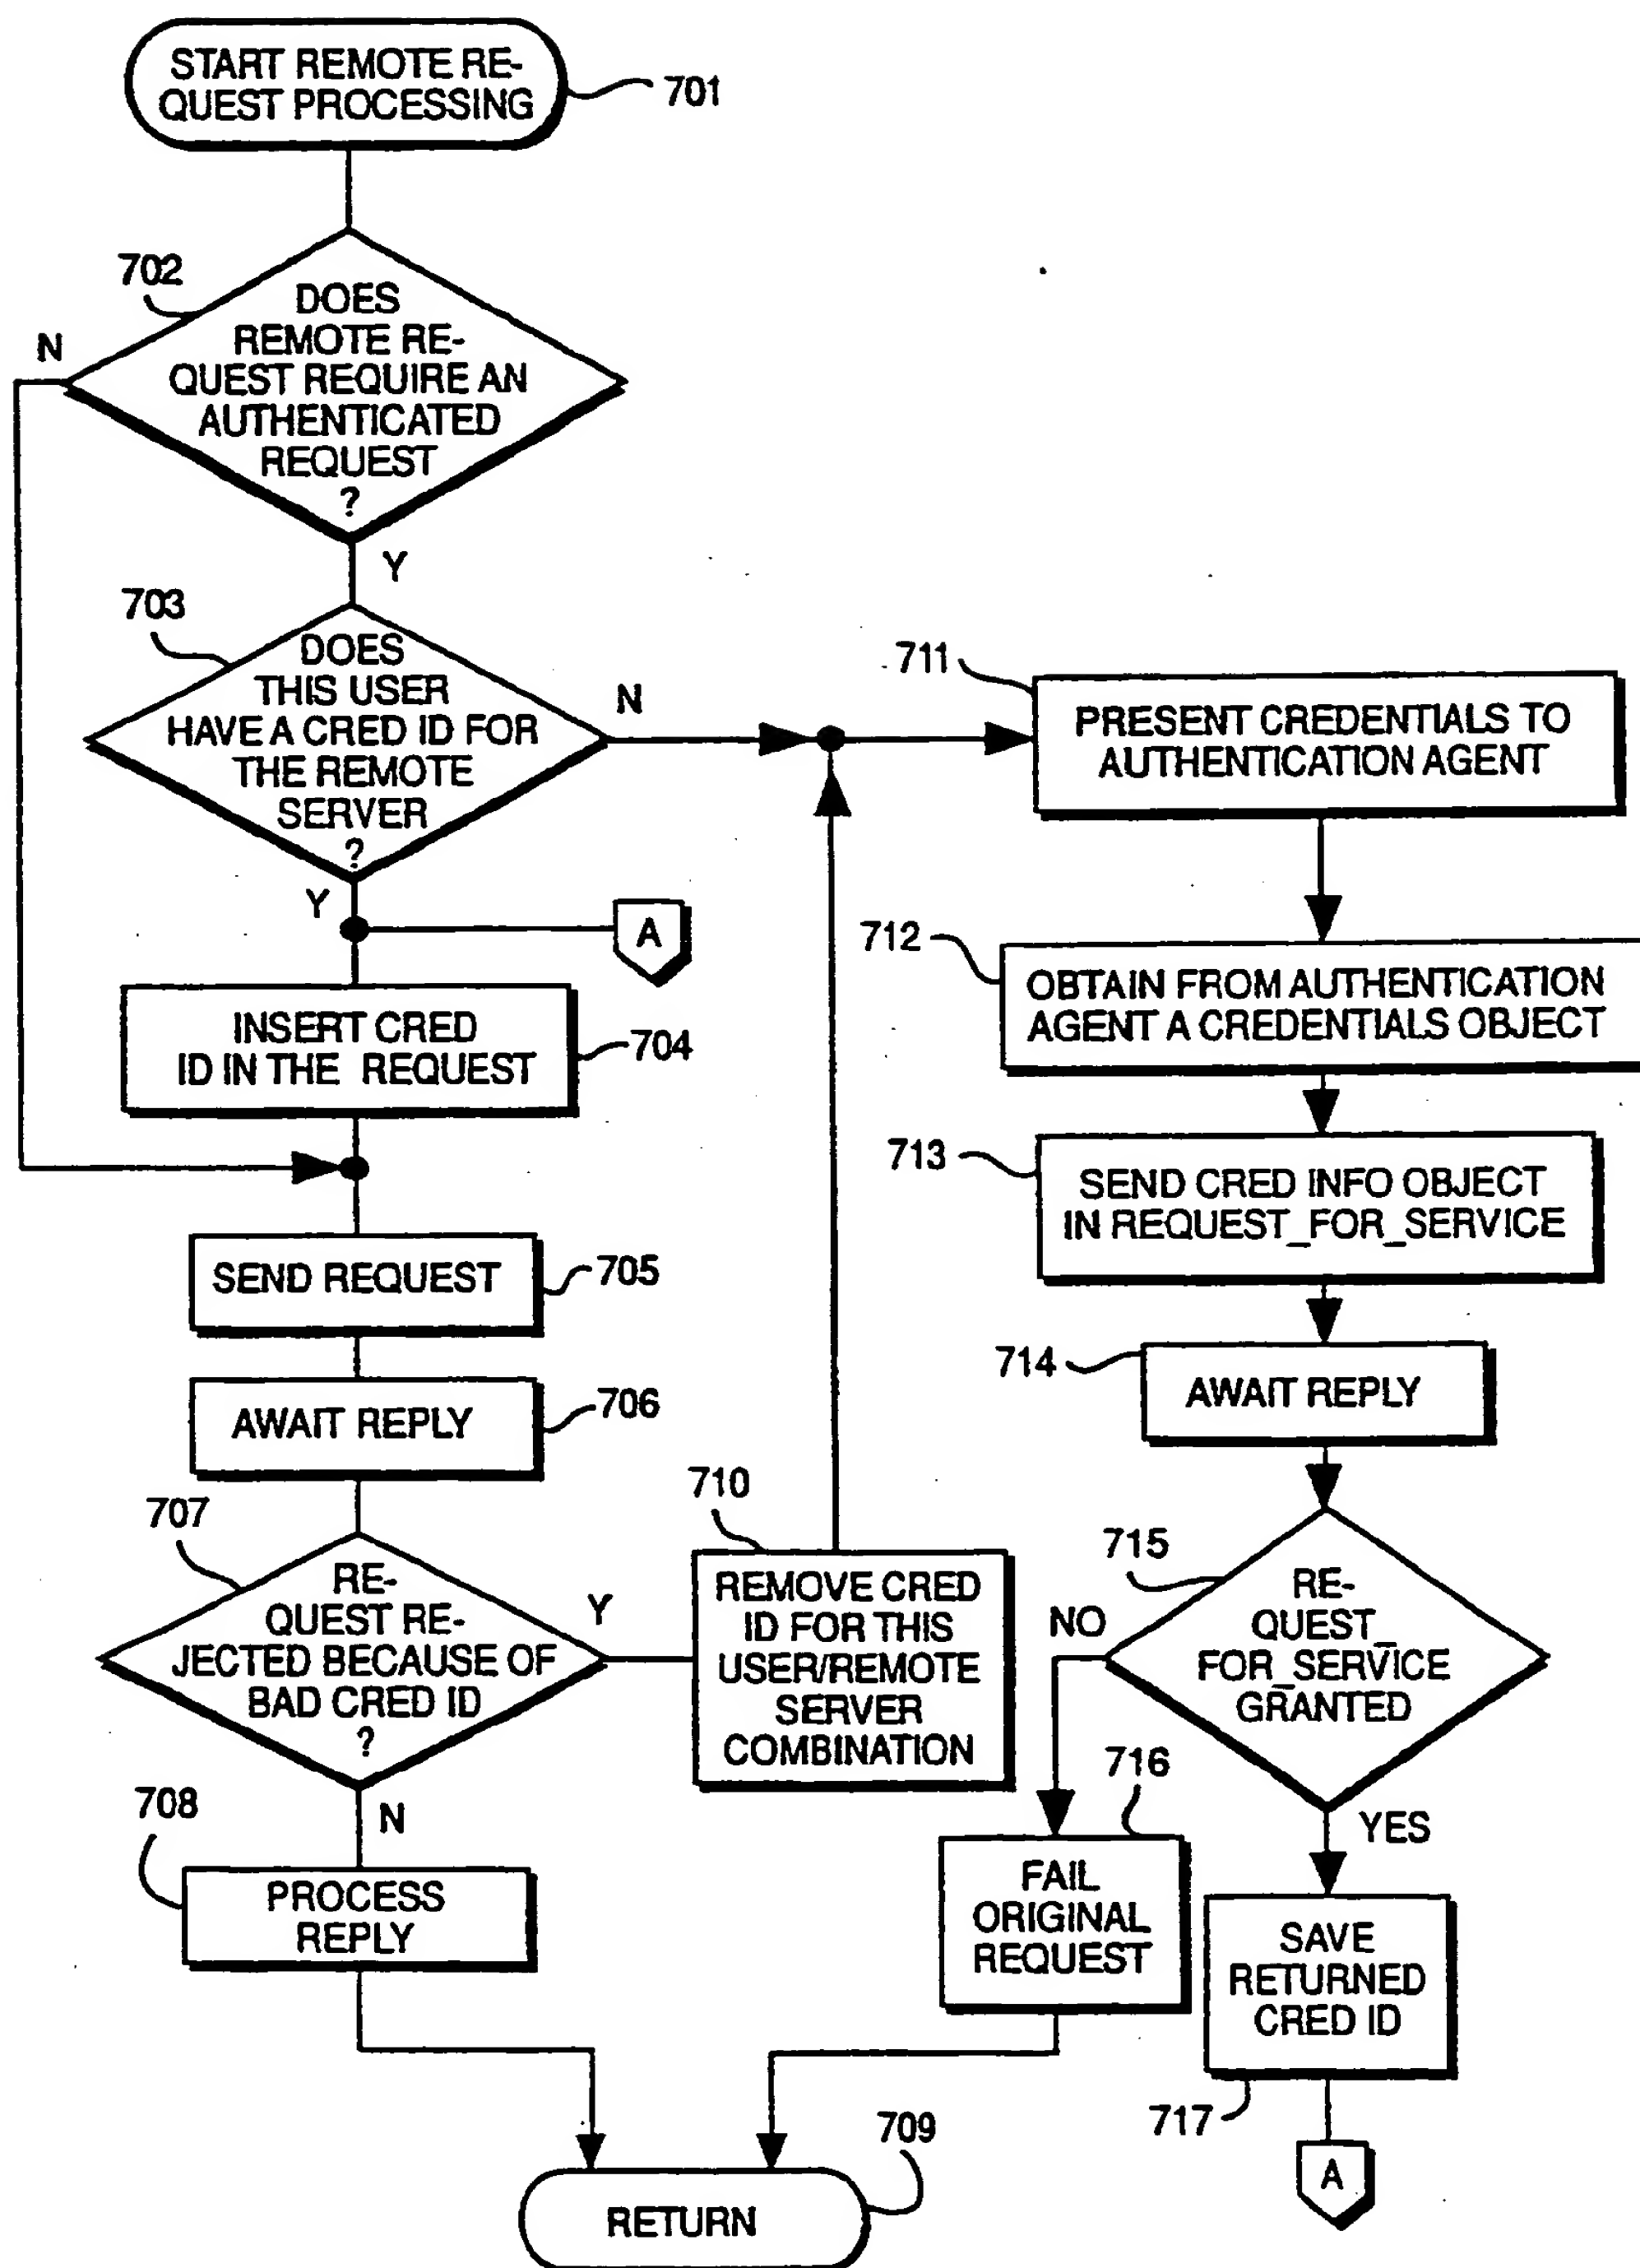 START REMOTE RE-
QUEST PROCESSING
701
702
DOES
REMOTE RE-
QUEST REQUIRE AN
AUTHENTICATED
REQUEST
?
N
Y
703
DOES
THIS USER
HAVE A CRED ID FOR
THE REMOTE
SERVER
?
N
Y
A
INSERT CRED
ID IN THE REQUEST
704
SEND REQUEST
705
AWAIT REPLY
706
707
RE-
QUEST RE-
JECTED BECAUSE OF
BAD CRED ID
?
Y
N
708
PROCESS
REPLY
710
REMOVE CRED
ID FOR THIS
USER/REMOTE
SERVER
COMBINATION
711
PRESENT CREDENTIALS TO
AUTHENTICATION AGENT
712
OBTAIN FROM AUTHENTICATION
AGENT A CREDENTIALS OBJECT
713
SEND CRED INFO OBJECT
IN REQUEST_FOR_SERVICE
714
AWAIT REPLY
715
RE-
QUEST_
FOR_SERVICE
GRANTED
NO
YES
716
FAIL
ORIGINAL
REQUEST
SAVE
RETURNED
CRED ID
717
A
709
RETURN